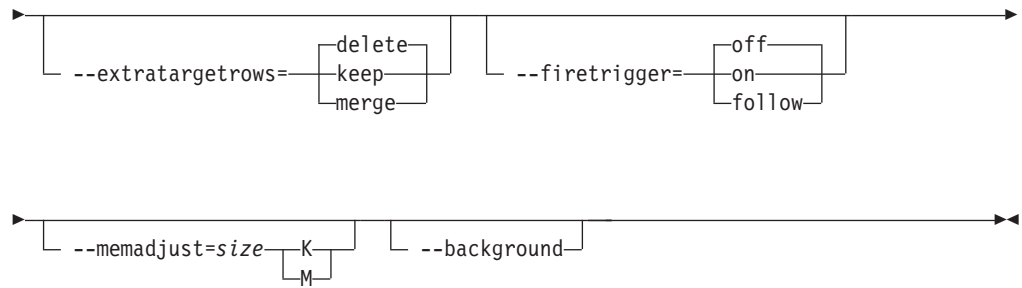 delete
off
--extratargetrows= keep
--firetrigger= on
merge
follow
--memadjust=size K
--background
M